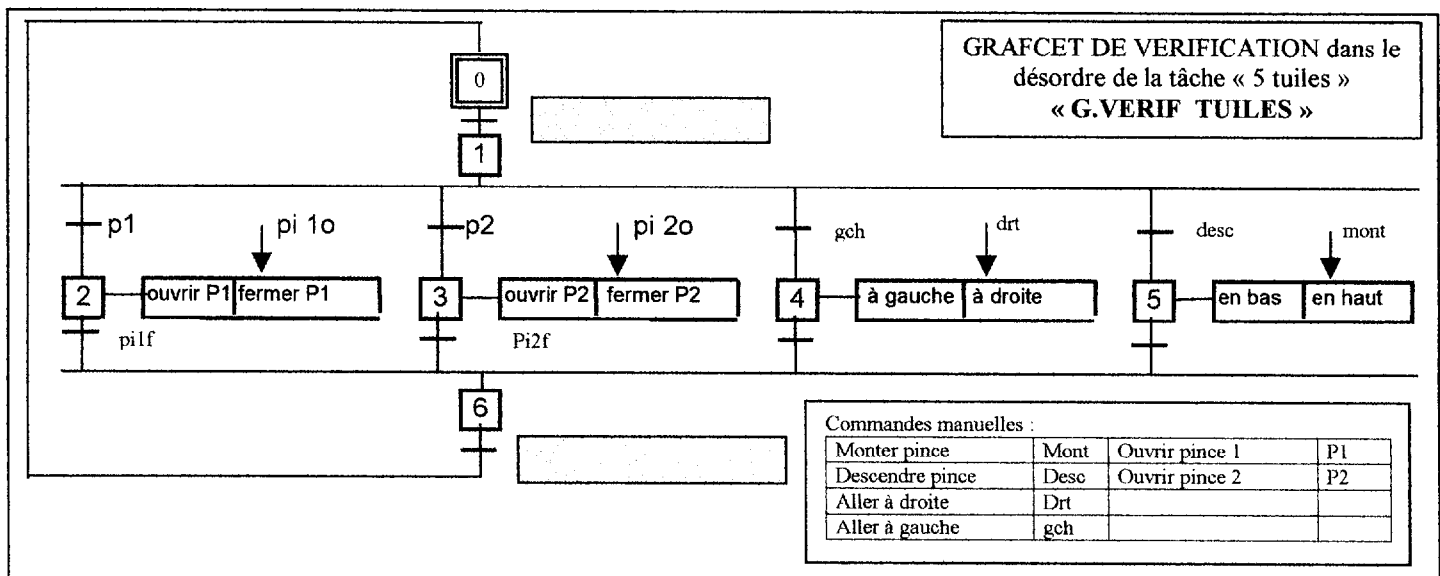 GRAFCET DE VERIFICATION dans le
désordre de la tâche « 5 tuiles »
« G.VERIF TUILES »
0
1
p1
pi 1o
p2
pi 2o
gch
drt
desc
mont
2
ouvrir P1
fermer P1
3
ouvrir P2
fermer P2
4
à gauche
à droite
5
en bas
en haut
pi1f
Pi2f
6
Commandes manuelles :
Monter pince Mont Ouvrir pince 1 P1
Descendre pince Desc Ouvrir pince 2 P2
Aller à droite Drt
Aller à gauche gch